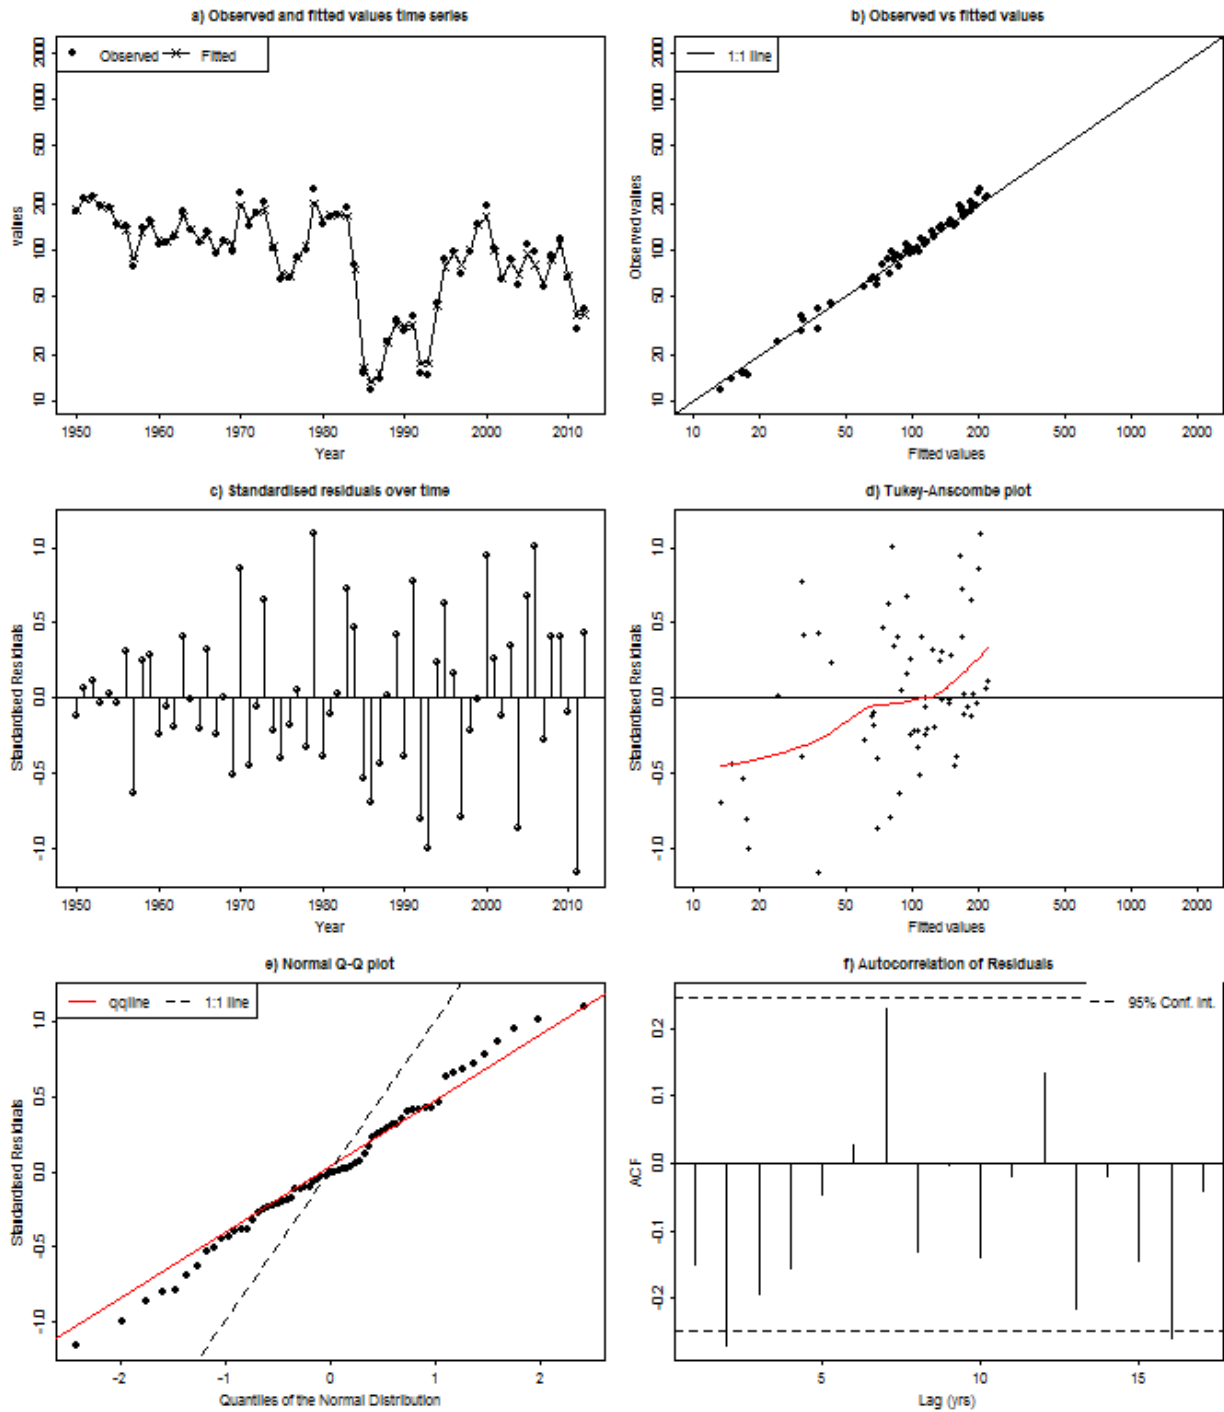 a) Observed and fitted values time series
Observed Fitted
values
10 20 50 100 200 500 1000 2000
1950 1960 1970 1980 1990 2000 2010
Year
b) Observed vs fitted values
1:1 line
Observed values
10 20 50 100 200 500 1000 2000
10 20 50 100 200 500 1000 2000
Fitted values
c) Standardised residuals over time
Standardised Residuals
-1.0 -0.5 0.0 0.5 1.0
1950 1960 1970 1980 1990 2000 2010
Year
d) Tukey-Anscombe plot
Standardised Residuals
-1.0 -0.5 0.0 0.5 1.0
10 20 50 100 200 500 1000 2000
Fitted values
e) Normal Q-Q plot
qqline 1:1 line
Standardised Residuals
-1.0 -0.5 0.0 0.5 1.0
-2 -1 0 1 2
Quantiles of the Normal Distribution
f) Autocorrelation of Residuals
95% Conf. Int.
ACF
-0.2 -0.1 0.0 0.1 0.2
5 10 15
Lag (yrs)